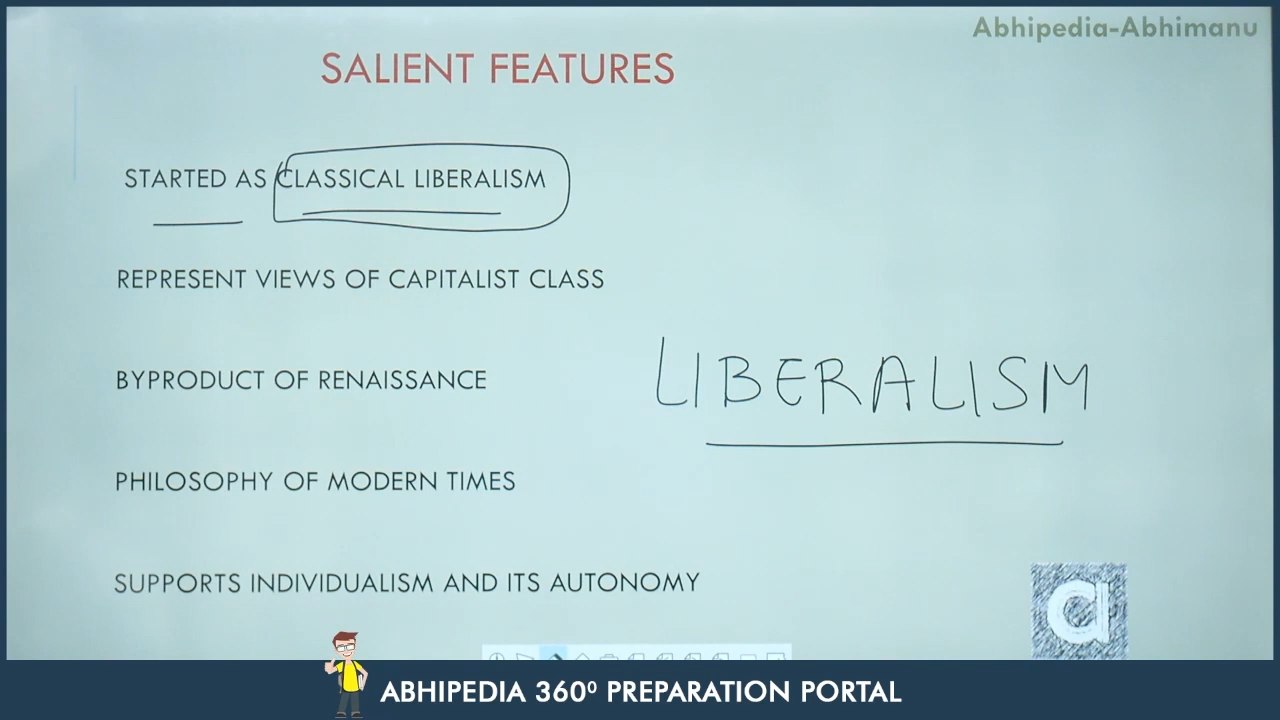 Abhipedia-Abhimanu
SALIENT FEATURES
STARTED AS CLASSICAL LIBERALISM
REPRESENT VIEWS OF CAPITALIST CLASS
BYPRODUCT OF RENAISSANCE
LIBERALISM
PHILOSOPHY OF MODERN TIMES
SUPPORTS INDIVIDUALISM AND ITS AUTONOMY
a
ABHIPEDIA 360⁰ PREPARATION PORTAL